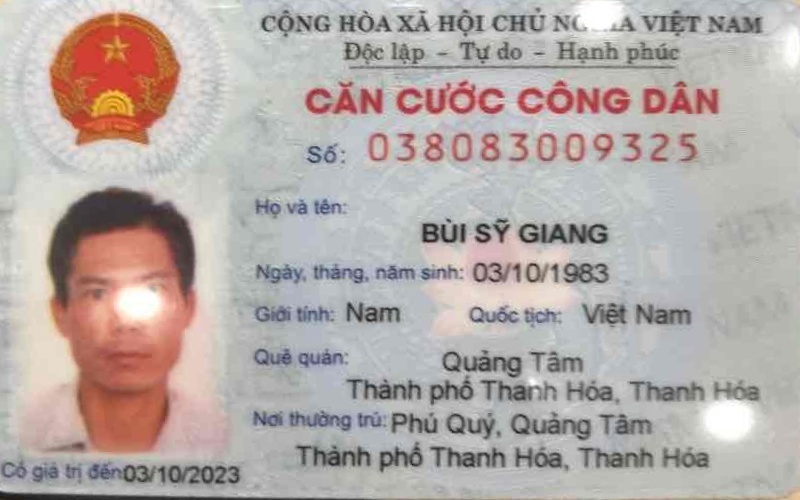 CỘNG HÒA XÃ HỘI CHỦ VIỆT NAM
Độc lập - Tự do - Hạnh phúc
CĂN CƯỚC CÔNG DÂN
Số: 038083009325
Họ và tên:
BÙI SỸ GIANG
Ngày, tháng, năm sinh: 03/10/1983
Giới tính: Nam Quốc tịch: Việt Nam
Quê quán: Quảng Tâm
Thành phố Thanh Hóa, Thanh Hóa
Nơi thường trú: Phú Quý, Quảng Tâm
Thành phố Thanh Hóa, Thanh Hóa
Có giá trị đến 03/10/2023